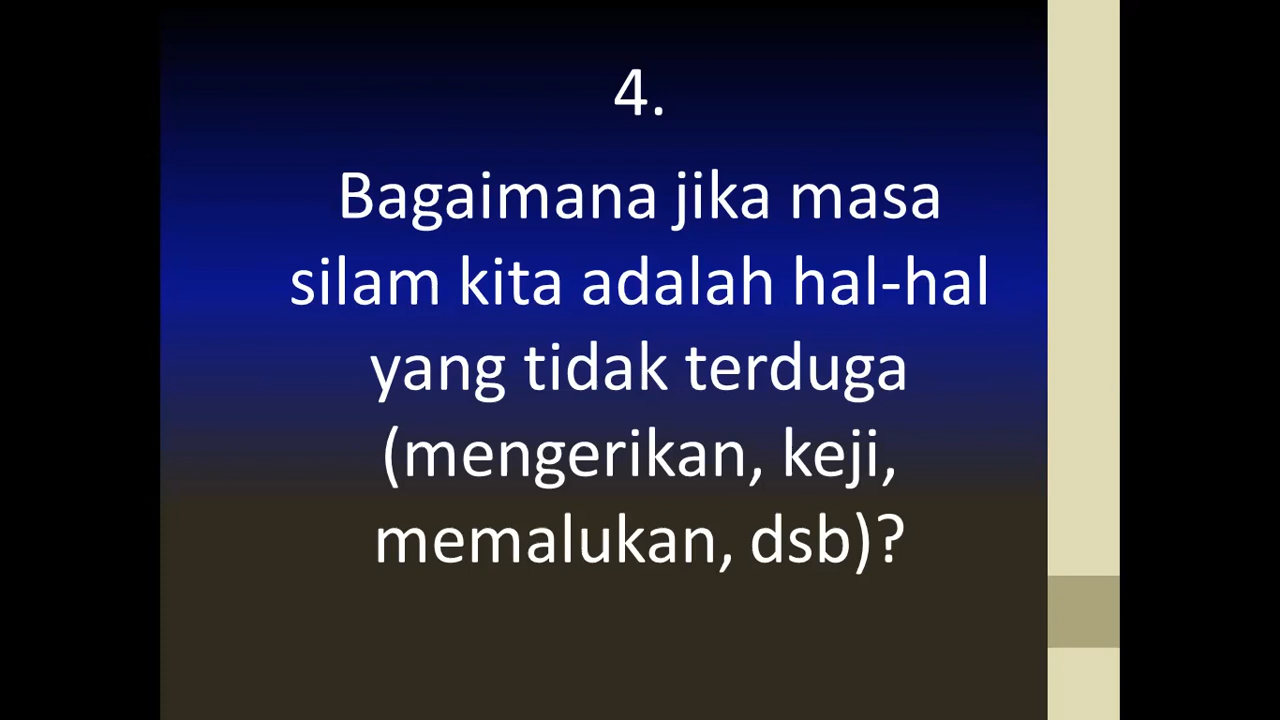 4.
Bagaimana jika masa
silam kita adalah hal-hal
yang tidak terduga
(mengerikan, keji,
memalukan, dsb)?